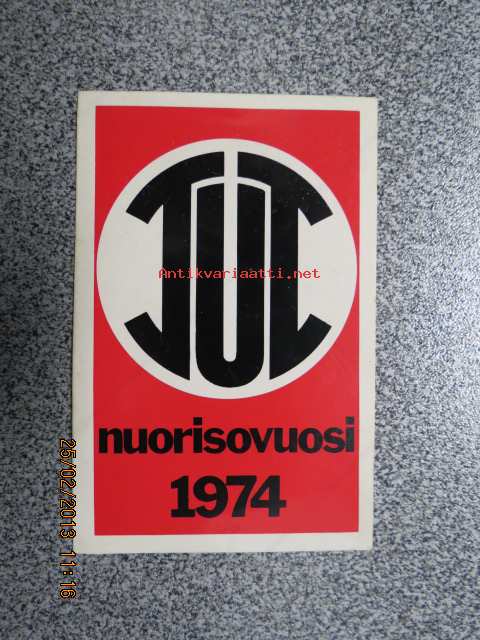 TUL
Antikvariaatti.net
nuorisovuosi
1974
25/02/2013 11:16